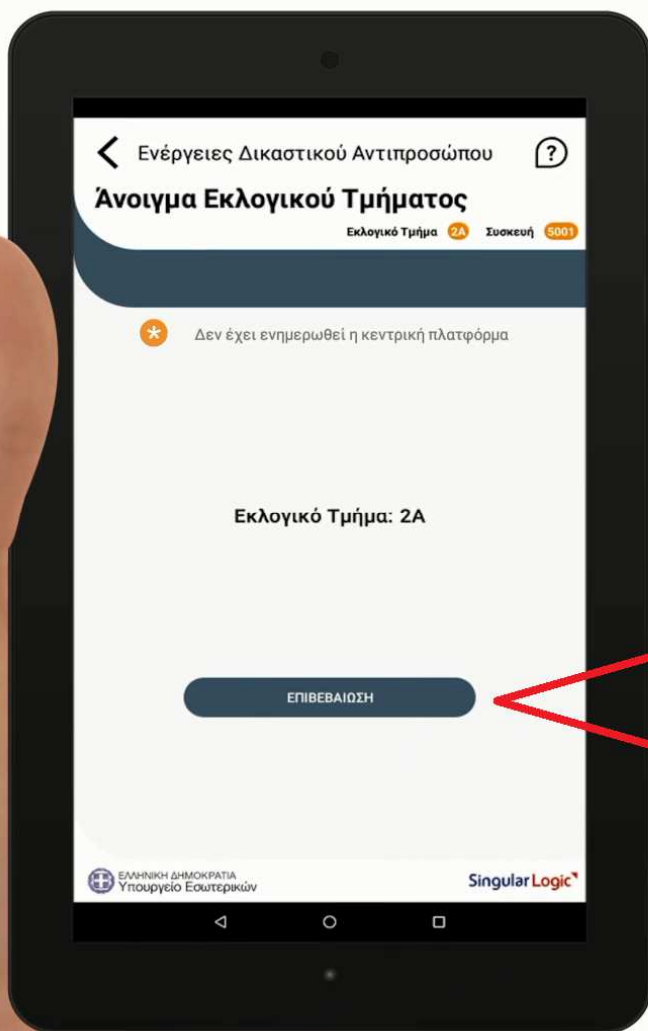 Ενέργειες Δικαστικού Αντιπροσώπου ?
Άνοιγμα Εκλογικού Τμήματος
Εκλογικό Τμήμα 2Α Συσκευή 5001
* Δεν έχει ενημερωθεί η κεντρική πλατφόρμα
Εκλογικό Τμήμα: 2Α
ΕΠΙΒΕΒΑΙΩΣΗ
ΕΛΛΗΝΙΚΗ ΔΗΜΟΚΡΑΤΙΑ
Υπουργείο Εσωτερικών
SingularLogic